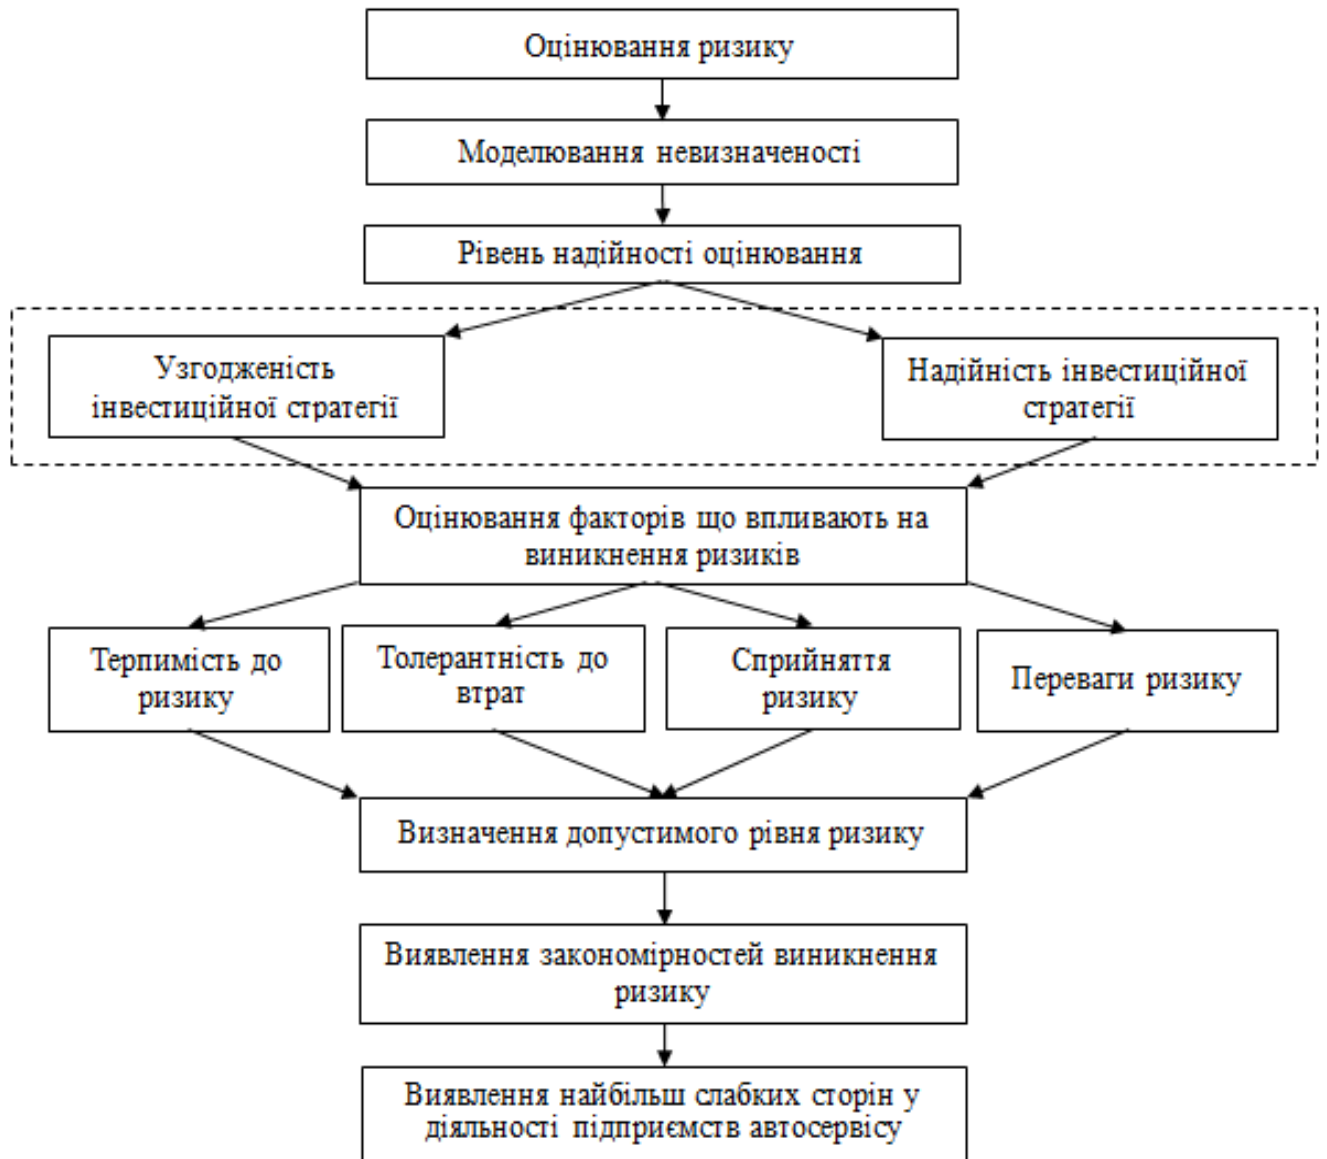 Оцінювання ризику
Моделювання невизначеності
Рівень надійності оцінювання
Узгодженість
інвестиційної стратегії
Надійність інвестиційної
стратегії
Оцінювання факторів що впливають на
виникнення ризиків
Терпимість до
ризику
Толерантність до
втрат
Сприйняття
ризику
Переваги ризику
Визначення допустимого рівня ризику
Виявлення закономірностей виникнення
ризику
Виявлення найбільш слабких сторін у
діяльності підприємств автосервісу